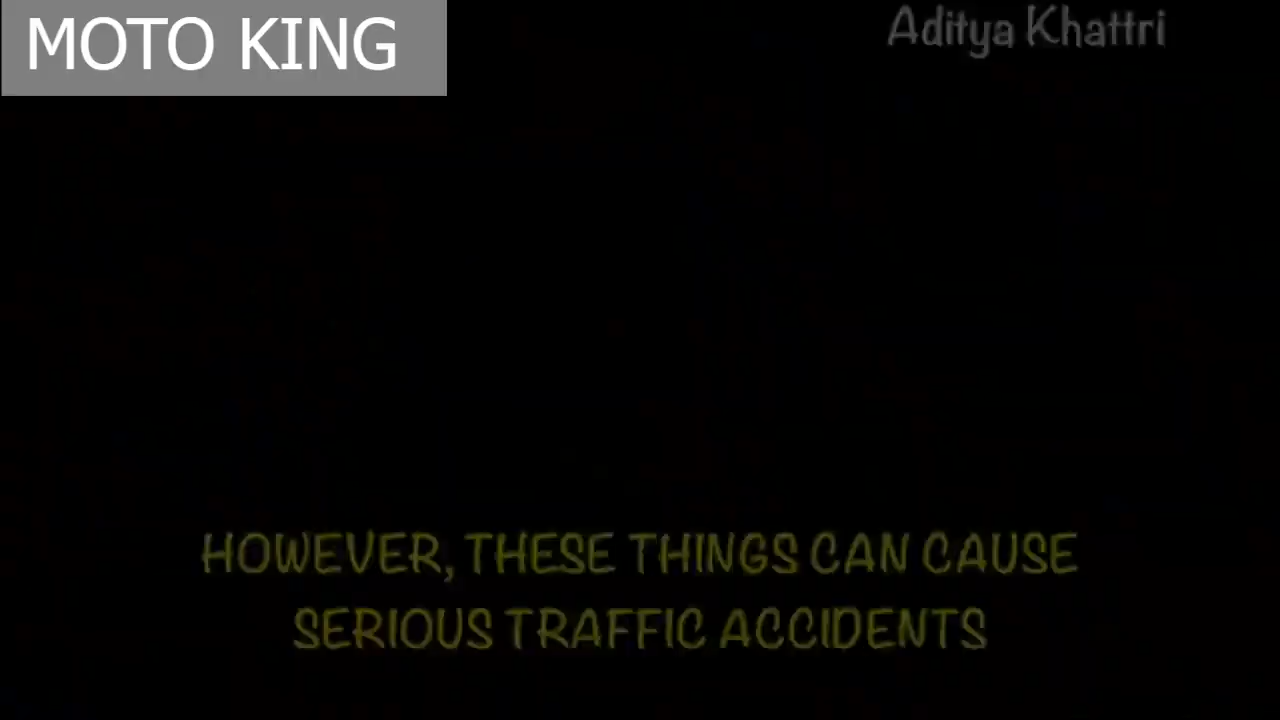 MOTO KING
Aditya Khattri
HOWEVER, THESE THINGS CAN CAUSE
SERIOUS TRAFFIC ACCIDENTS